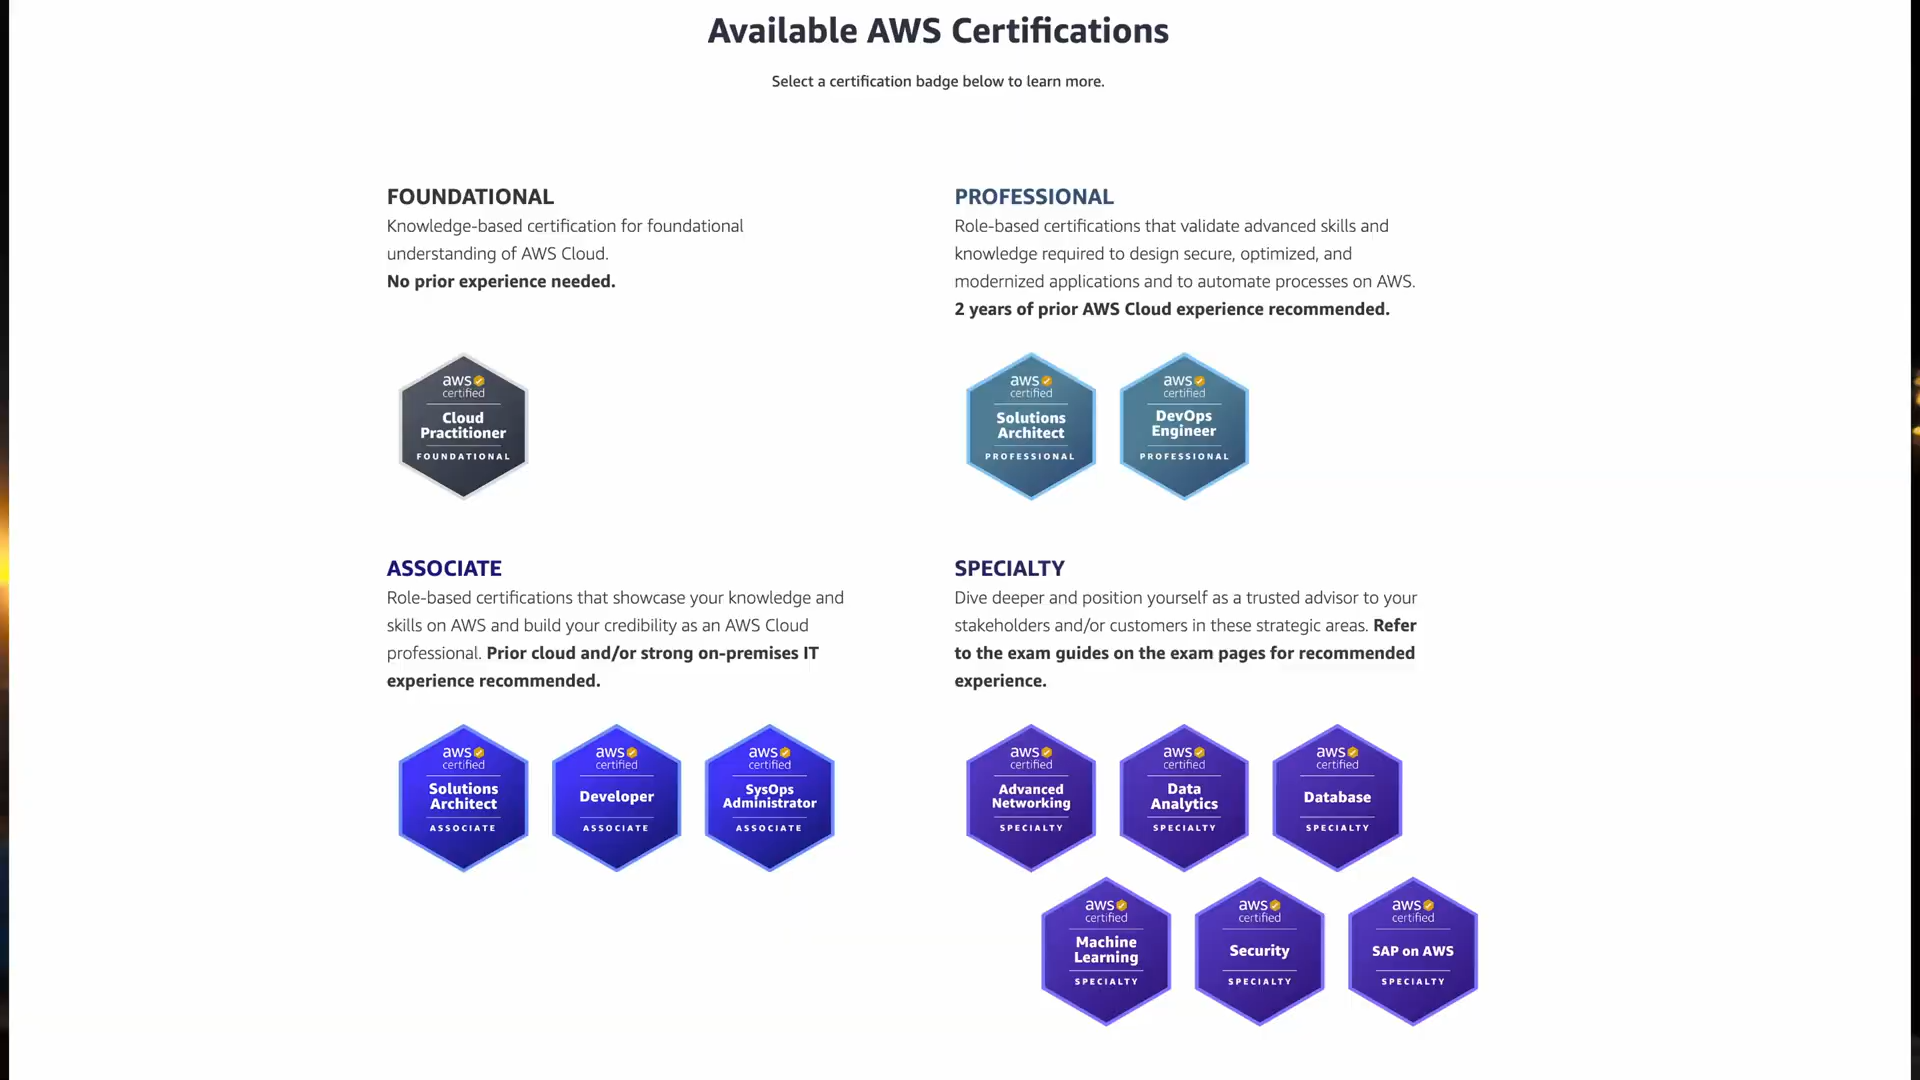 Available AWS Certifications
Select a certification badge below to learn more.
FOUNDATIONAL
Knowledge-based certification for foundational
understanding of AWS Cloud.
No prior experience needed.
aws
certified
Cloud
Practitioner
FOUNDATIONAL
PROFESSIONAL
Role-based certifications that validate advanced skills and
knowledge required to design secure, optimized, and
modernized applications and to automate processes on AWS.
2 years of prior AWS Cloud experience recommended.
aws
certified
Solutions
Architect
PROFESSIONAL
aws
certified
DevOps
Engineer
PROFESSIONAL
ASSOCIATE
Role-based certifications that showcase your knowledge and
skills on AWS and build your credibility as an AWS Cloud
professional. Prior cloud and/or strong on-premises IT
experience recommended.
aws
certified
Solutions
Architect
ASSOCIATE
aws
certified
Developer
ASSOCIATE
aws
certified
SysOps
Administrator
ASSOCIATE
SPECIALTY
Dive deeper and position yourself as a trusted advisor to your
stakeholders and/or customers in these strategic areas. Refer
to the exam guides on the exam pages for recommended
experience.
aws
certified
Advanced
Networking
SPECIALTY
aws
certified
Data
Analytics
SPECIALTY
aws
certified
Database
SPECIALTY
aws
certified
Machine
Learning
SPECIALTY
aws
certified
Security
SPECIALTY
aws
certified
SAP on AWS
SPECIALTY